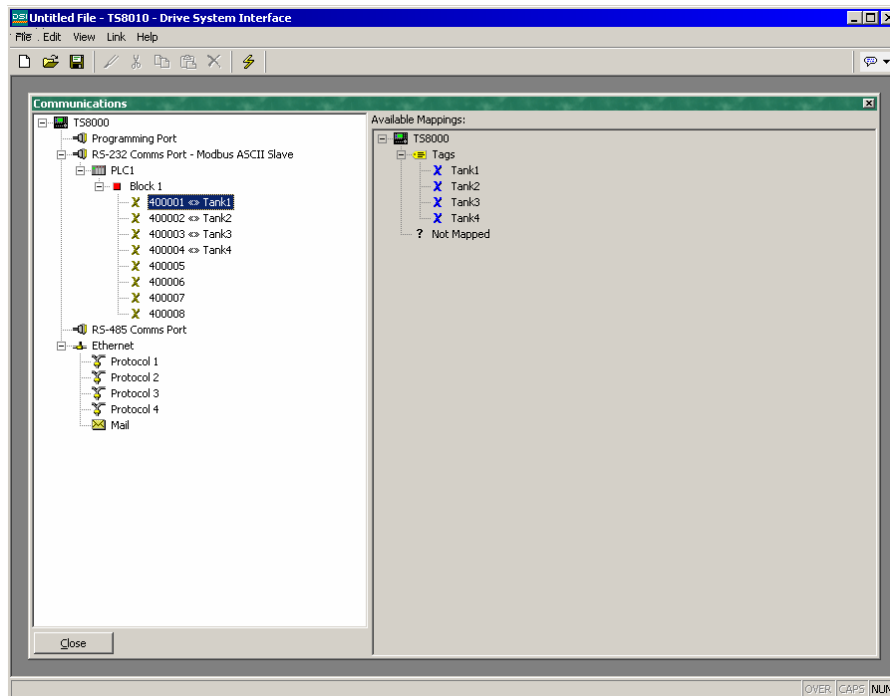 DSI Untitled File - TS8010 - Drive System Interface
File Edit View Link Help
Communications
TS8000
Programming Port
RS-232 Comms Port - Modbus ASCII Slave
PLC1
Block 1
400001 <> Tank1
400002 <> Tank2
400003 <> Tank3
400004 <> Tank4
400005
400006
400007
400008
RS-485 Comms Port
Ethernet
Protocol 1
Protocol 2
Protocol 3
Protocol 4
Mail
Close
Available Mappings:
TS8000
Tags
X Tank1
X Tank2
X Tank3
X Tank4
? Not Mapped
OVER CAPS NUM